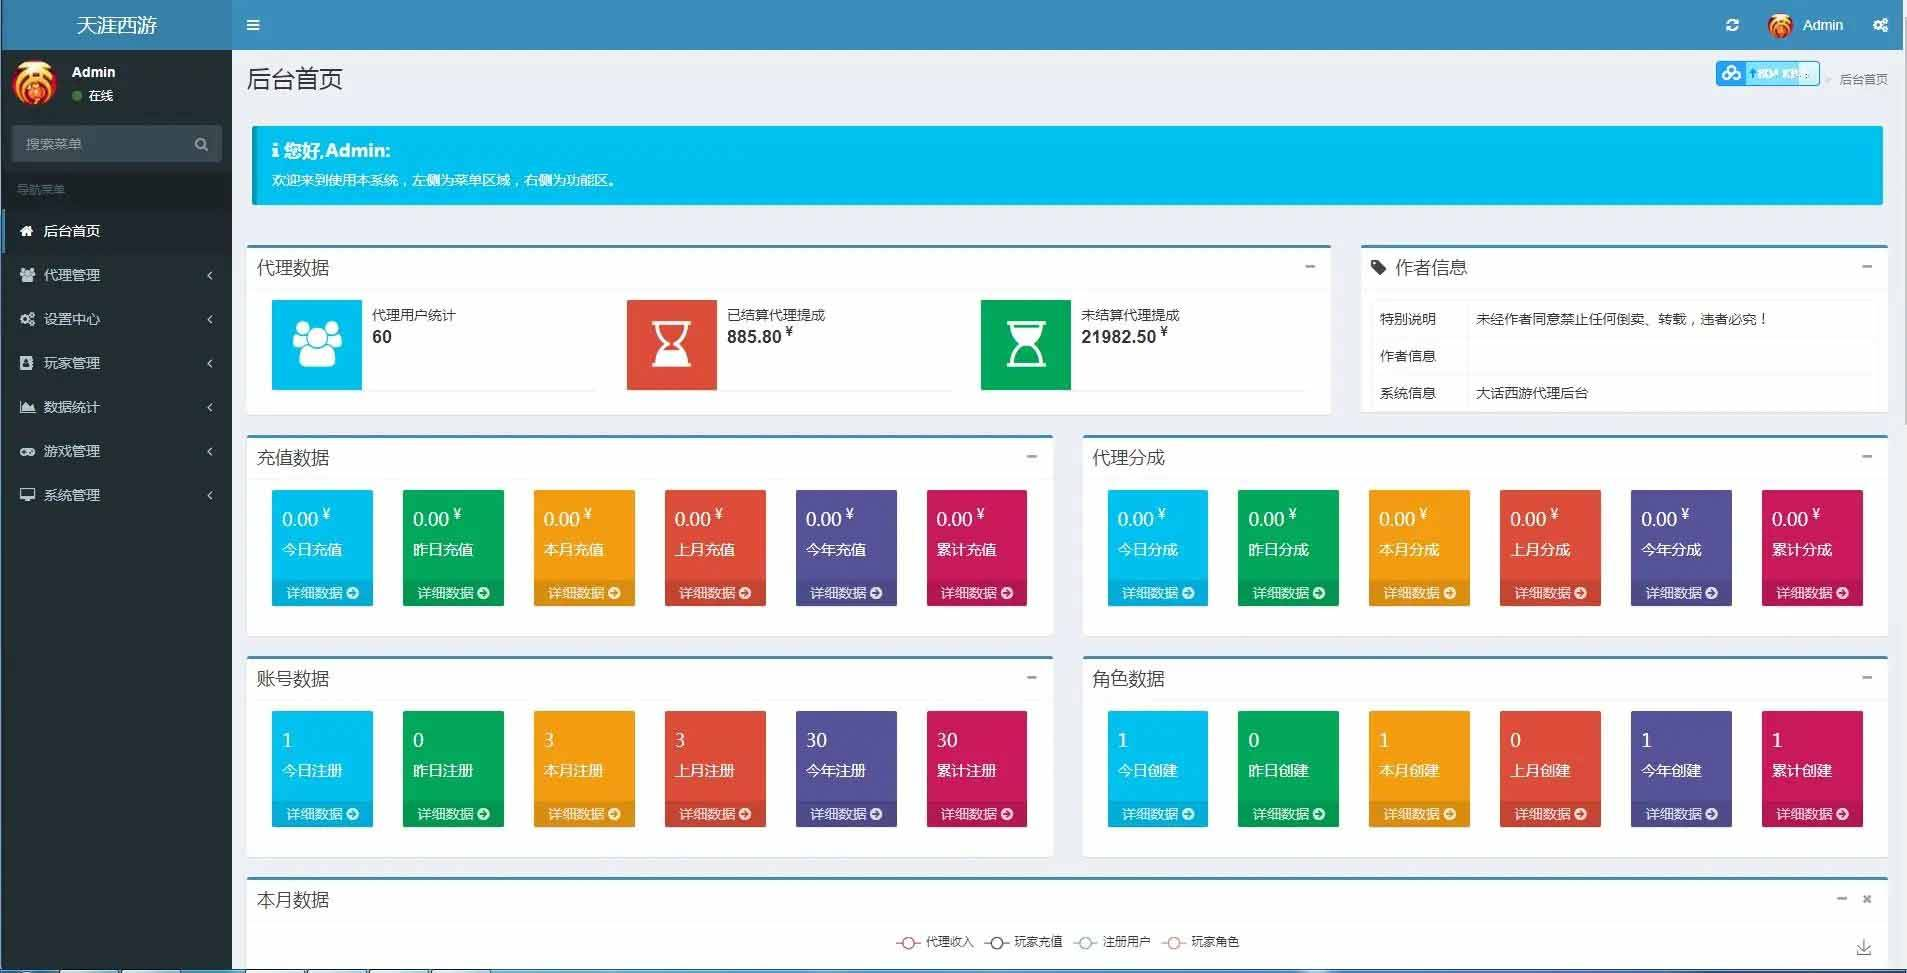 天涯西游
Admin
Admin
在线
搜索菜单
导航菜单
后台首页
代理管理
设置中心
玩家管理
数据统计
游戏管理
系统管理
后台首页
后台首页
您好,Admin:
欢迎来到使用本系统，左侧为菜单区域，右侧为功能区。
代理数据
代理用户统计
60
已结算代理提成
885.80 ¥
未结算代理提成
21982.50 ¥
作者信息
特别说明 未经作者同意禁止任何倒卖、转载，违者必究！
作者信息
系统信息 大话西游代理后台
充值数据
0.00 ¥ 0.00 ¥ 0.00 ¥ 0.00 ¥ 0.00 ¥ 0.00 ¥
今日充值 昨日充值 本月充值 上月充值 今年充值 累计充值
详细数据 详细数据 详细数据 详细数据 详细数据 详细数据
代理分成
0.00 ¥ 0.00 ¥ 0.00 ¥ 0.00 ¥ 0.00 ¥ 0.00 ¥
今日分成 昨日分成 本月分成 上月分成 今年分成 累计分成
详细数据 详细数据 详细数据 详细数据 详细数据 详细数据
账号数据
1 0 3 3 30 30
今日注册 昨日注册 本月注册 上月注册 今年注册 累计注册
详细数据 详细数据 详细数据 详细数据 详细数据 详细数据
角色数据
1 0 1 0 1 1
今日创建 昨日创建 本月创建 上月创建 今年创建 累计创建
详细数据 详细数据 详细数据 详细数据 详细数据 详细数据
本月数据
代理收入 玩家充值 注册用户 玩家角色